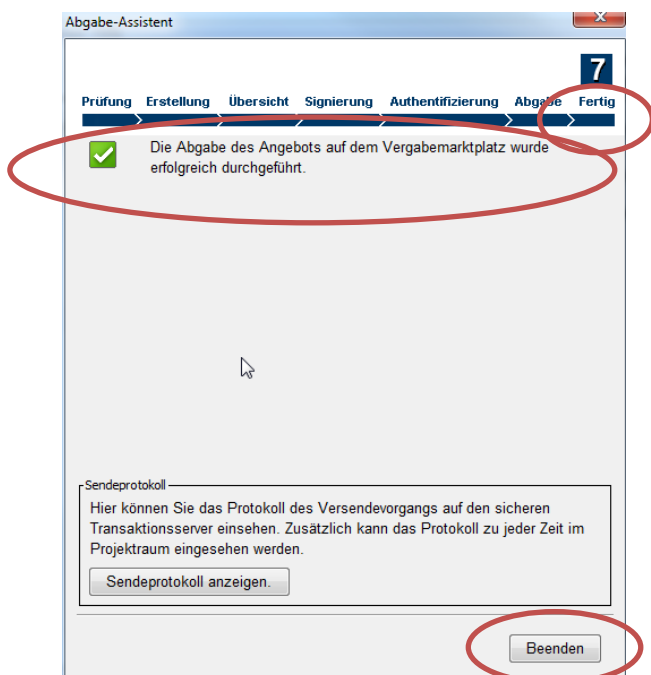 Abgabe-Assistent
X
7
Prüfung Erstellung Übersicht Signierung Authentifizierung Abgabe Fertig
Die Abgabe des Angebots auf dem Vergabemarktplatz wurde
erfolgreich durchgeführt.
Sendeprotokoll
Hier können Sie das Protokoll des Versendevorgangs auf den sicheren
Transaktionsserver einsehen. Zusätzlich kann das Protokoll zu jeder Zeit im
Projektraum eingesehen werden.
Sendeprotokoll anzeigen.
Beenden